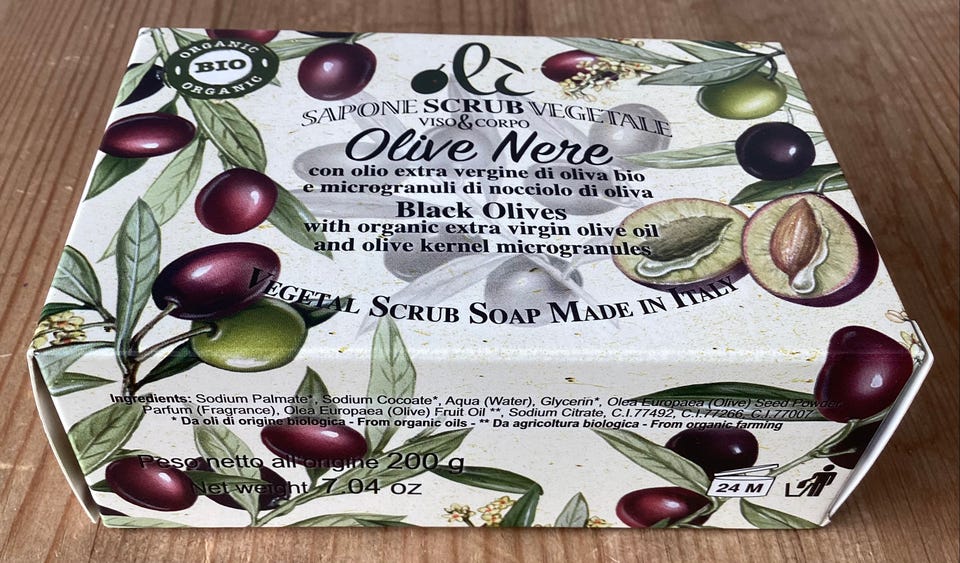 ORGANIC
BIO
ORGANIC
olì
SAPONE SCRUB VEGETALE
VISO & CORPO
Olive Nere
con olio extra vergine di oliva bio
e microgranuli di nocciolo di oliva
Black Olives
with organic extra virgin olive oil
and olive kernel microgranules
VEGETAL SCRUB SOAP MADE IN ITALY
Ingredients: Sodium Palmate*, Sodium Cocoate*, Aqua (Water), Glycerin*, Olea Europaea (Olive) Seed Powder
Parfum (Fragrance), Olea Europaea (Olive) Fruit Oil **, Sodium Citrate, C.I.77492, C.I.77266, C.I.77007
* Da oli di origine biologica - From organic oils - ** Da agricoltura biologica - From organic farming
Peso netto all'origine 200 g
Net weight 7.04 oz
24 M